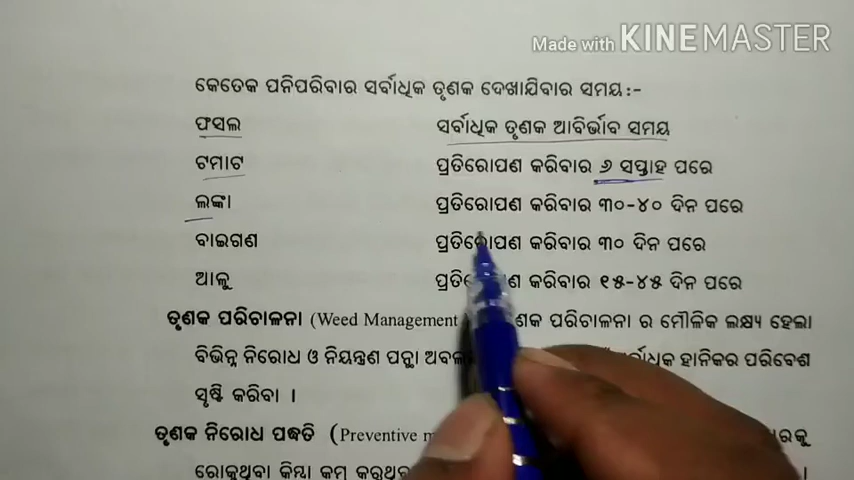 Made with KINEMASTER
କେତେକ ପନିପରିବାର ସର୍ବାଧିକ ତୃଣକ ଦେଖାଯିବାର ସମୟ:-
ଫସଲ ସର୍ବାଧିକ ତୃଣକ ଆବିର୍ଭାବ ସମୟ
ଟମାଟ ପ୍ରତିରୋପଣ କରିବାର ୬ ସପ୍ତାହ ପରେ
ଲଙ୍କା ପ୍ରତିରୋପଣ କରିବାର ୩୦-୪୦ ଦିନ ପରେ
ବାଇଗଣ ପ୍ରତିରୋପଣ କରିବାର ୩୦ ଦିନ ପରେ
ଆଳୁ କରିବାର ୧୫-୪୫ ଦିନ ପରେ
ତୃଣକ ପରିଚାଳନା (Weed Management ପରିଚାଳନା ର ମୌଳିକ ଲକ୍ଷ୍ୟ ହେଲା
ବିଭିନ୍ନ ନିରୋଧ ଓ ନିୟନ୍ତ୍ରଣ ପନ୍ଥା ହାନିକର ପରିବେଶ
ସୃଷ୍ଟି କରିବା ।
ତୃଣକ ନିରୋଧ ପଦ୍ଧତି (Preventive
ରୋକୁଥିବା କିମ୍ବା କମ୍